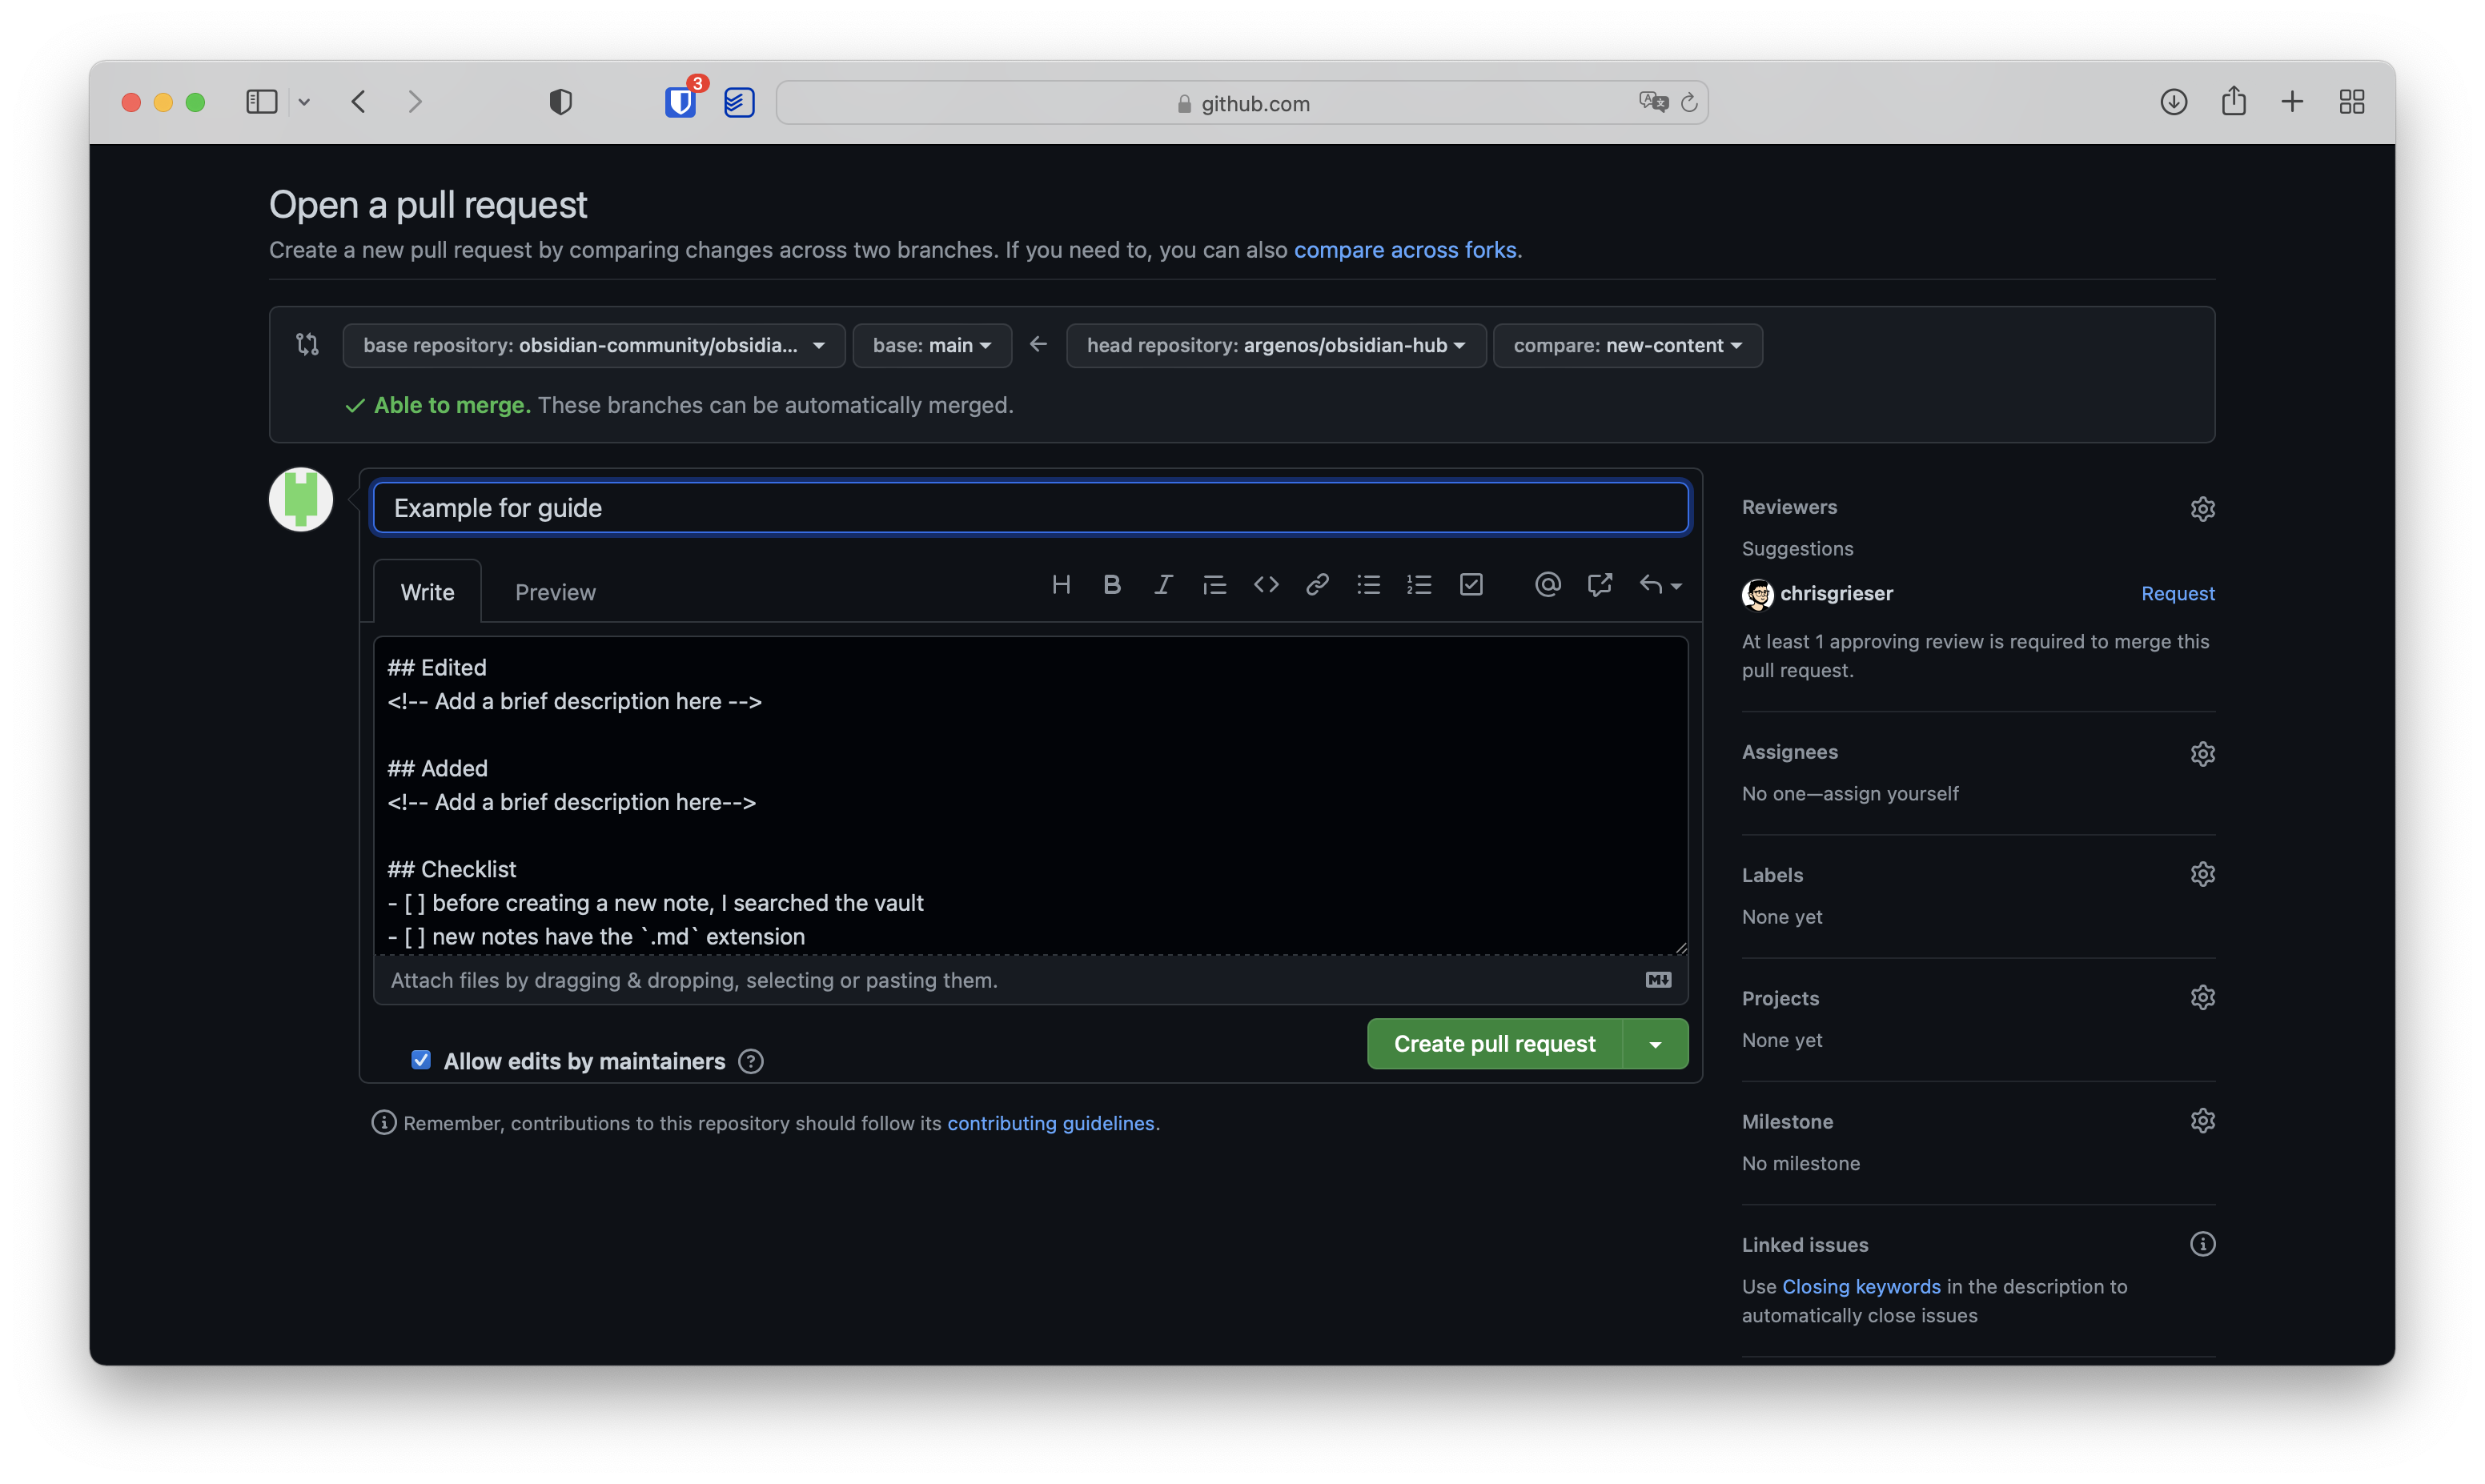 3
github.com
Open a pull request
Create a new pull request by comparing changes across two branches. If you need to, you can also compare across forks.
base repository: obsidian-community/obsidia... base: main head repository: argenos/obsidian-hub compare: new-content
Able to merge. These branches can be automatically merged.
Example for guide
Write Preview
## Edited
<!-- Add a brief description here -->
## Added
<!-- Add a brief description here-->
## Checklist
- [ ] before creating a new note, I searched the vault
- [ ] new notes have the `.md` extension
Attach files by dragging & dropping, selecting or pasting them.
Allow edits by maintainers
Create pull request
Remember, contributions to this repository should follow its contributing guidelines.
Reviewers
Suggestions
chrisgrieser Request
At least 1 approving review is required to merge this
pull request.
Assignees
No one—assign yourself
Labels
None yet
Projects
None yet
Milestone
No milestone
Linked issues
Use Closing keywords in the description to
automatically close issues